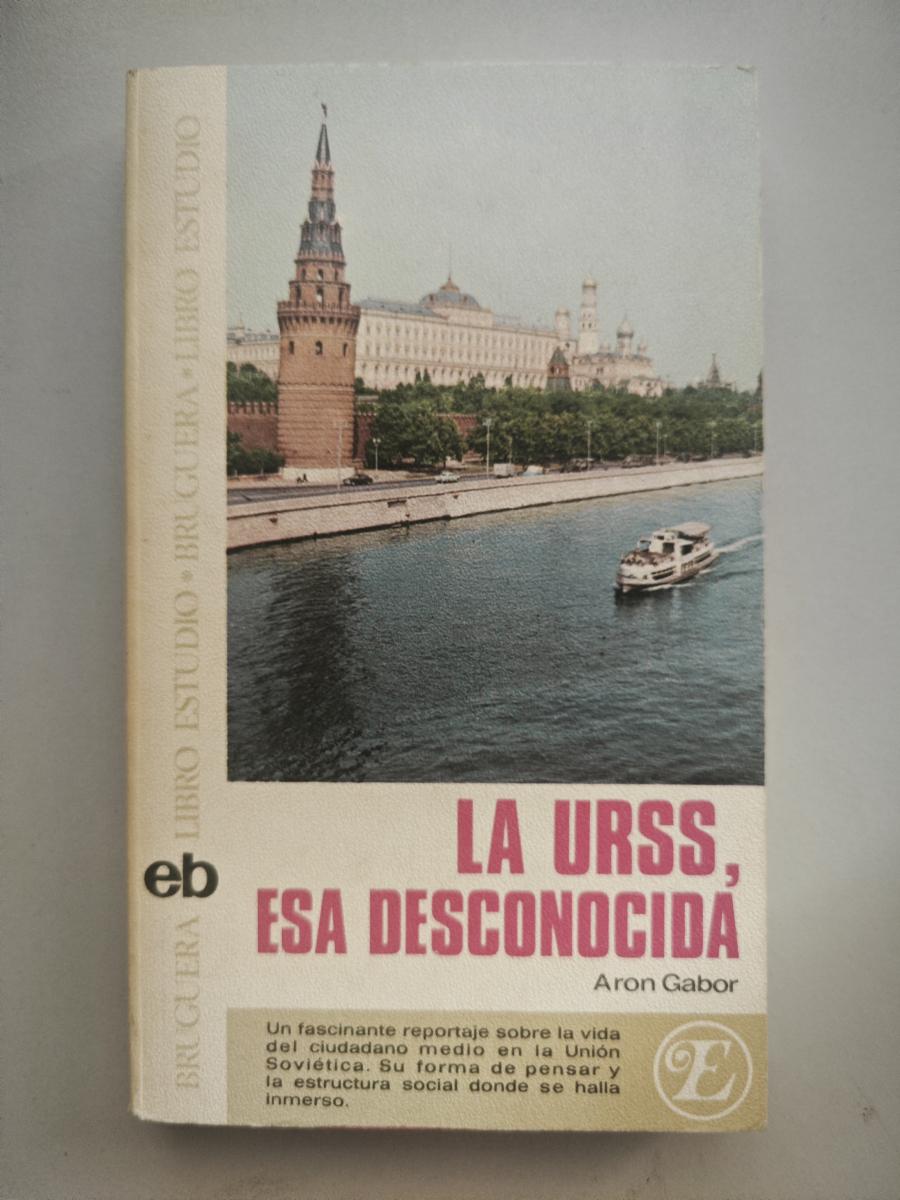 BRUGUERA LIBRO ESTUDIO * BRUGUERA * LIBRO ESTUDIO
eb
LA URSS,
ESA DESCONOCIDA
Aron Gabor
Un fascinante reportaje sobre la vida
del ciudadano medio en la Unión
Soviética. Su forma de pensar y
la estructura social donde se halla
inmerso.
E